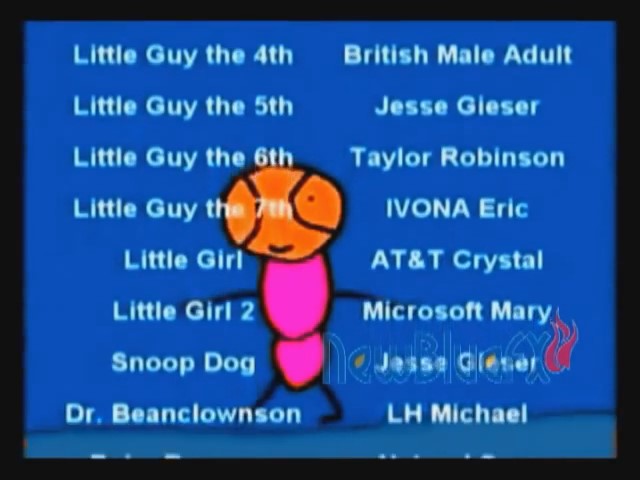 Little Guy the 4th British Male Adult
Little Guy the 5th Jesse Gieser
Little Guy the 6th Taylor Robinson
Little Guy the 7th IVONA Eric
Little Girl AT&T Crystal
Little Girl 2 Microsoft Mary
Snoop Dog Jesse Gieser
NewBlueFX
Dr. Beanclownson LH Michael